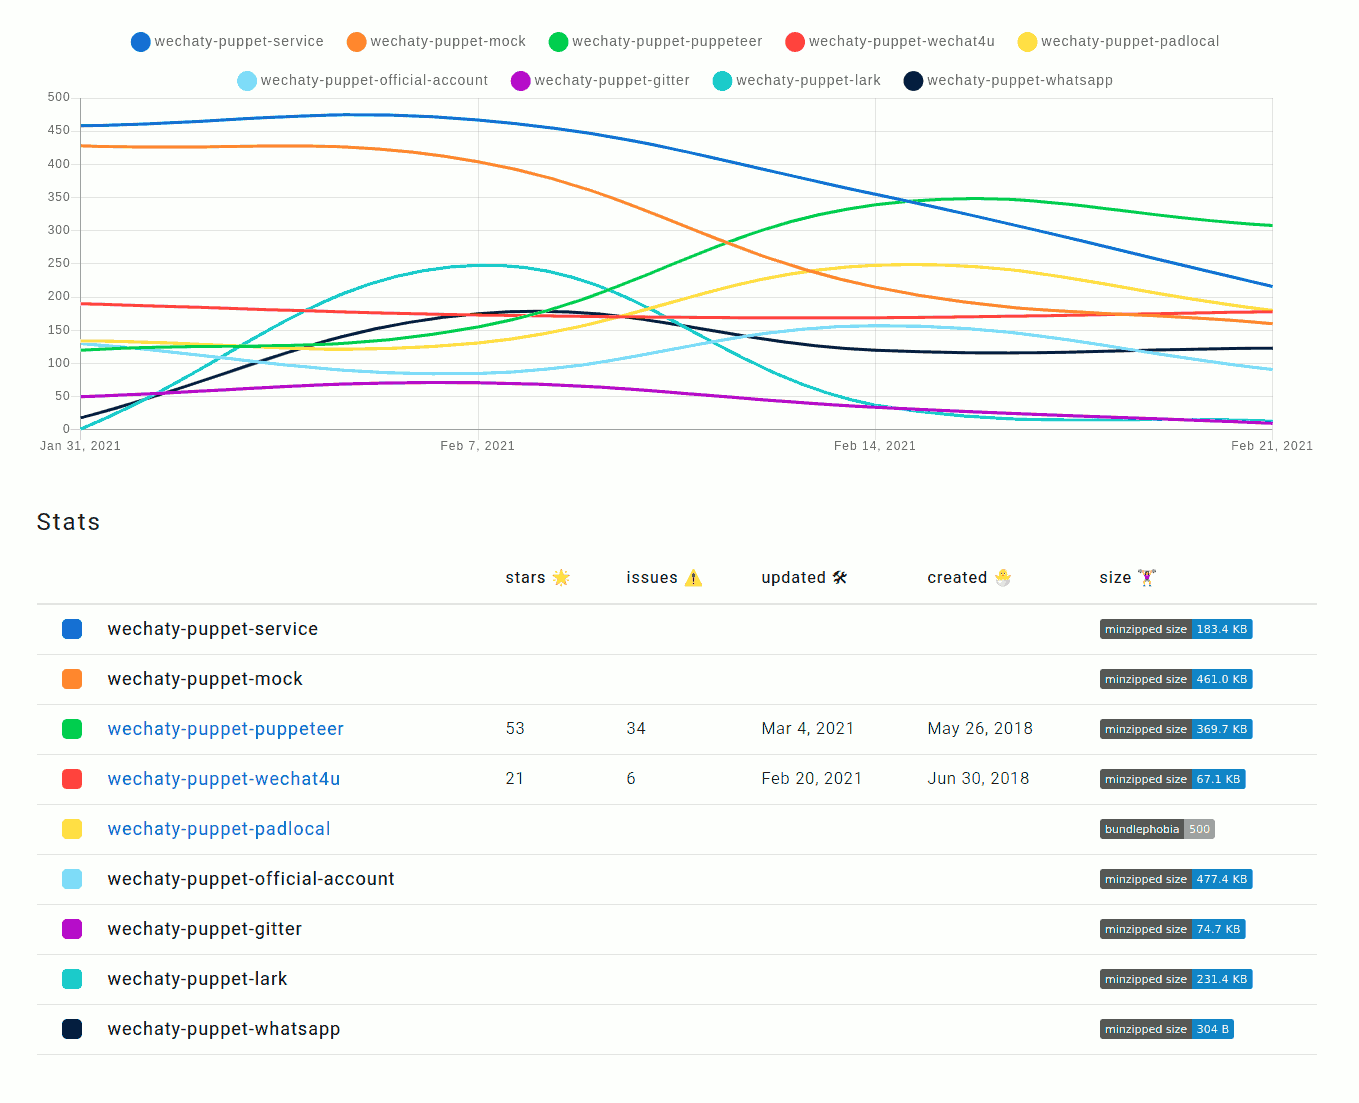 wechaty-puppet-service wechaty-puppet-mock wechaty-puppet-puppeteer wechaty-puppet-wechat4u wechaty-puppet-padlocal
wechaty-puppet-official-account wechaty-puppet-gitter wechaty-puppet-lark wechaty-puppet-whatsapp
500
450
400
350
300
250
200
150
100
50
0
Jan 31, 2021 Feb 7, 2021 Feb 14, 2021 Feb 21, 2021
Stats
stars 🌟 issues ⚠️ updated 🛠 created 🐣 size 🏋️‍♀️
wechaty-puppet-service minzipped size 183.4 KB
wechaty-puppet-mock minzipped size 461.0 KB
wechaty-puppet-puppeteer 53 34 Mar 4, 2021 May 26, 2018 minzipped size 369.7 KB
wechaty-puppet-wechat4u 21 6 Feb 20, 2021 Jun 30, 2018 minzipped size 67.1 KB
wechaty-puppet-padlocal bundlephobia 500
wechaty-puppet-official-account minzipped size 477.4 KB
wechaty-puppet-gitter minzipped size 74.7 KB
wechaty-puppet-lark minzipped size 231.4 KB
wechaty-puppet-whatsapp minzipped size 304 B